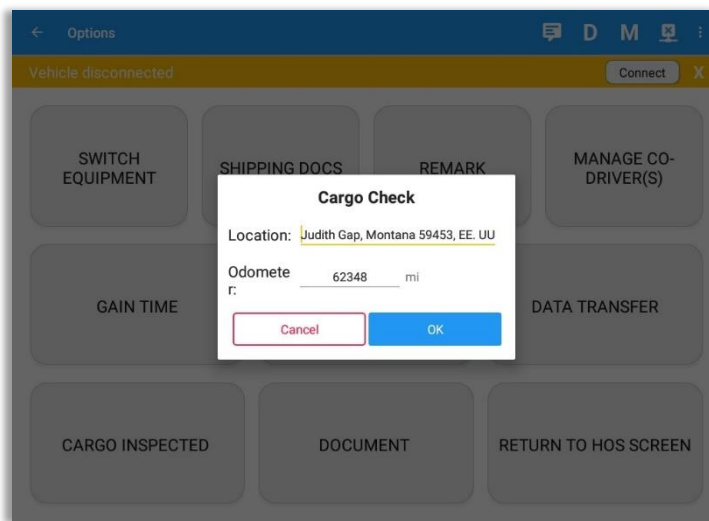 Options
D M
Vehicle disconnected
Connect X
SWITCH EQUIPMENT
SHIPPING DOCS
REMARK
MANAGE CO-DRIVER(S)
Cargo Check
Location: Judith Gap, Montana 59453, EE. UU
Odomete
r:
62348 mi
Cancel OK
GAIN TIME
DATA TRANSFER
CARGO INSPECTED
DOCUMENT
RETURN TO HOS SCREEN